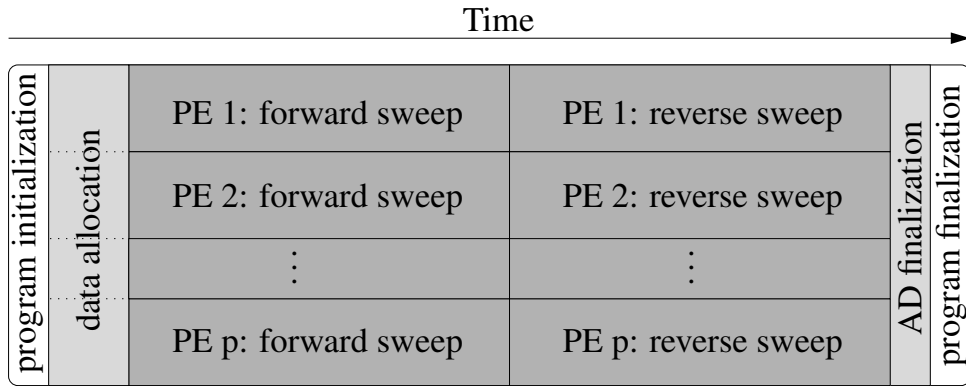 Time
program initialization
data allocation
PE 1: forward sweep
PE 1: reverse sweep
PE 2: forward sweep
PE 2: reverse sweep
⋮
⋮
PE p: forward sweep
PE p: reverse sweep
AD finalization
program finalization